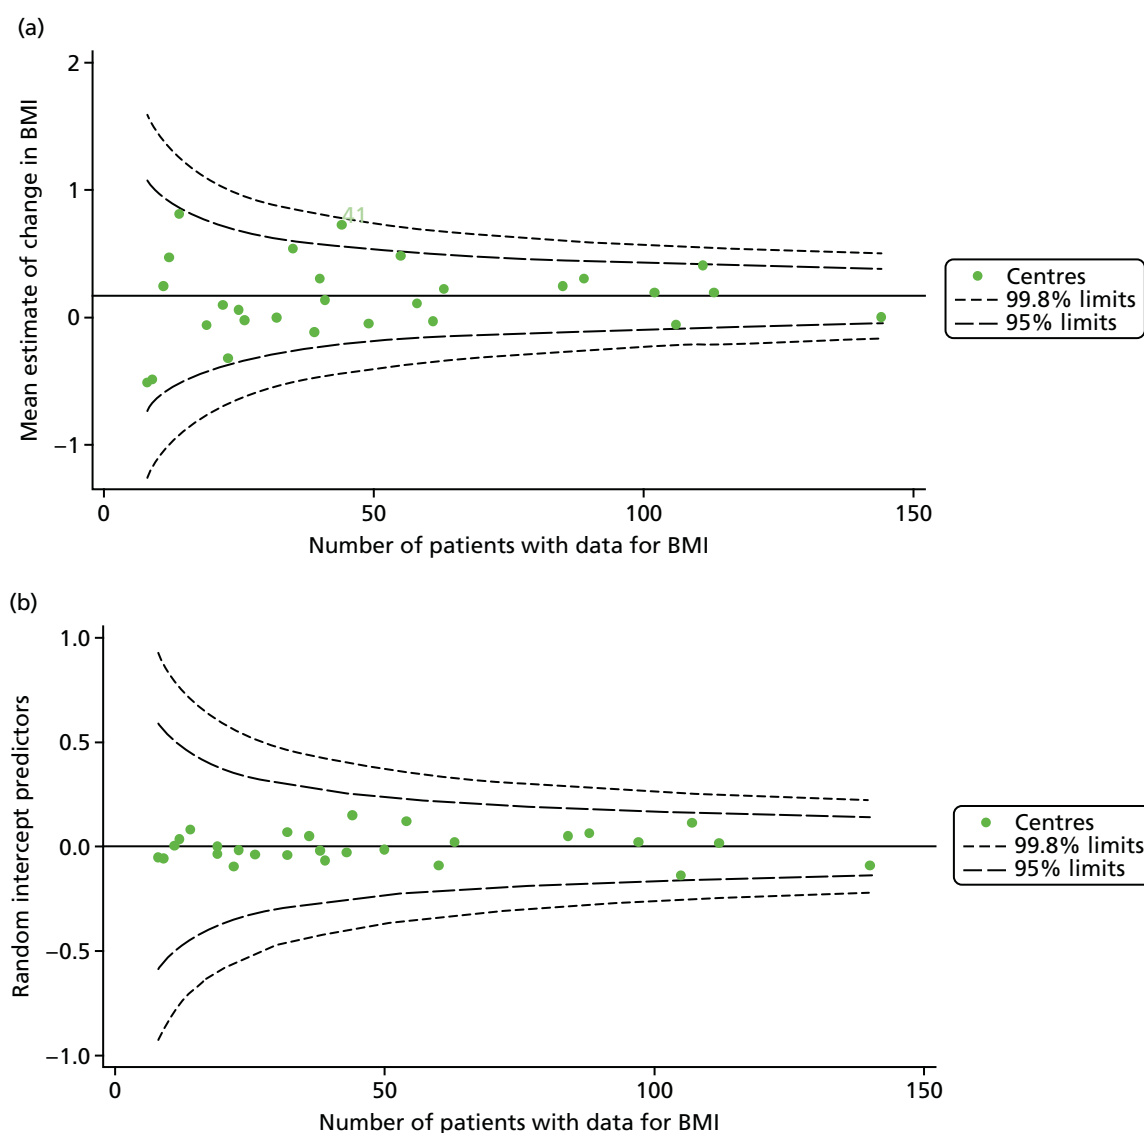 (a)
Mean estimate of change in BMI
2
1
0
−1
41
0
50
100
150
Number of patients with data for BMI
Centres
99.8% limits
95% limits
(b)
Random intercept predictors
1.0
0.5
0.0
−0.5
−1.0
0
50
100
150
Number of patients with data for BMI
Centres
99.8% limits
95% limits